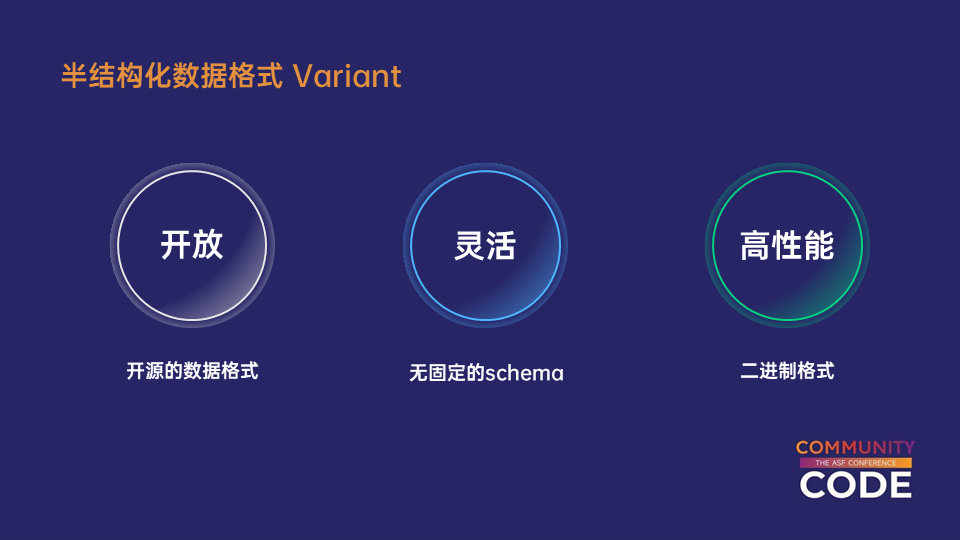 半结构化数据格式 Variant
开放
灵活
高性能
开源的数据格式
无固定的schema
二进制格式
COMMUNITY
THE ASF CONFERENCE
CODE